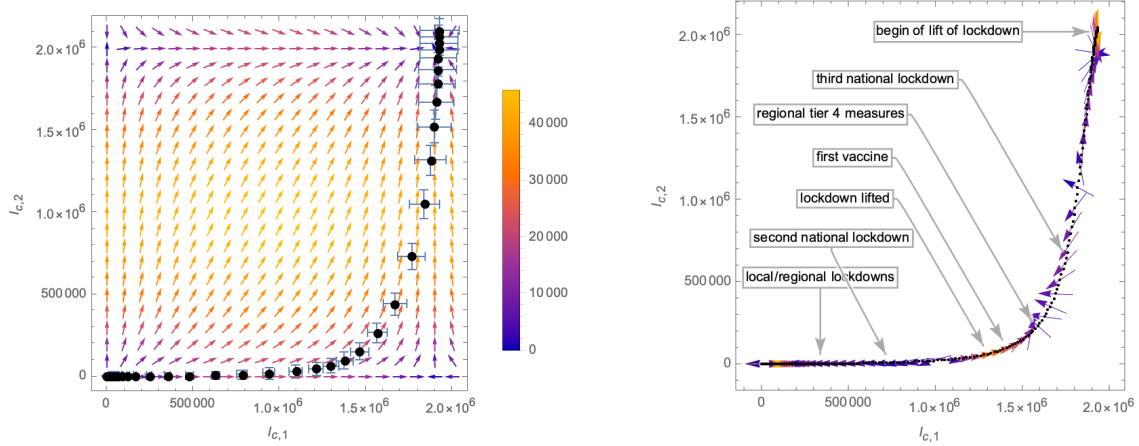 2.0×10⁶
1.5×10⁶
1.0×10⁶
500 000
0
I_{c,2}
0
500 000
1.0×10⁶
1.5×10⁶
2.0×10⁶
I_{c,1}
40 000
30 000
20 000
10 000
0
2.0×10⁶
1.5×10⁶
1.0×10⁶
500 000
0
I_{c,2}
begin of lift of lockdown
third national lockdown
regional tier 4 measures
first vaccine
lockdown lifted
second national lockdown
local/regional lockdowns
0
500 000
1.0×10⁶
1.5×10⁶
2.0×10⁶
I_{c,1}